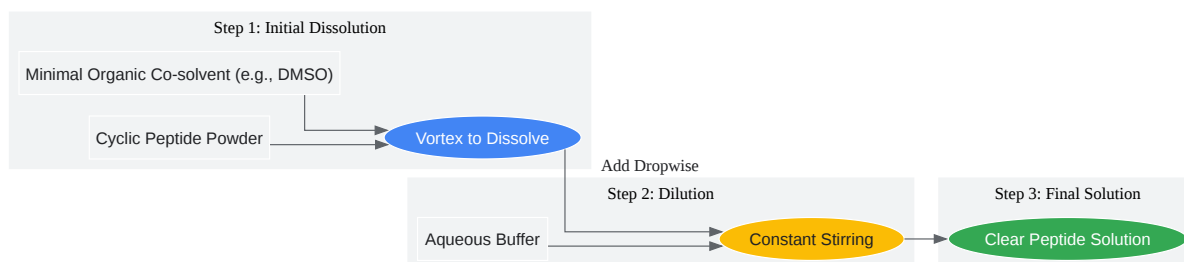 Step 1: Initial Dissolution
Minimal Organic Co-solvent (e.g., DMSO)
Cyclic Peptide Powder
Vortex to Dissolve
Add Dropwise
Step 2: Dilution
Aqueous Buffer
Constant Stirring
Step 3: Final Solution
Clear Peptide Solution